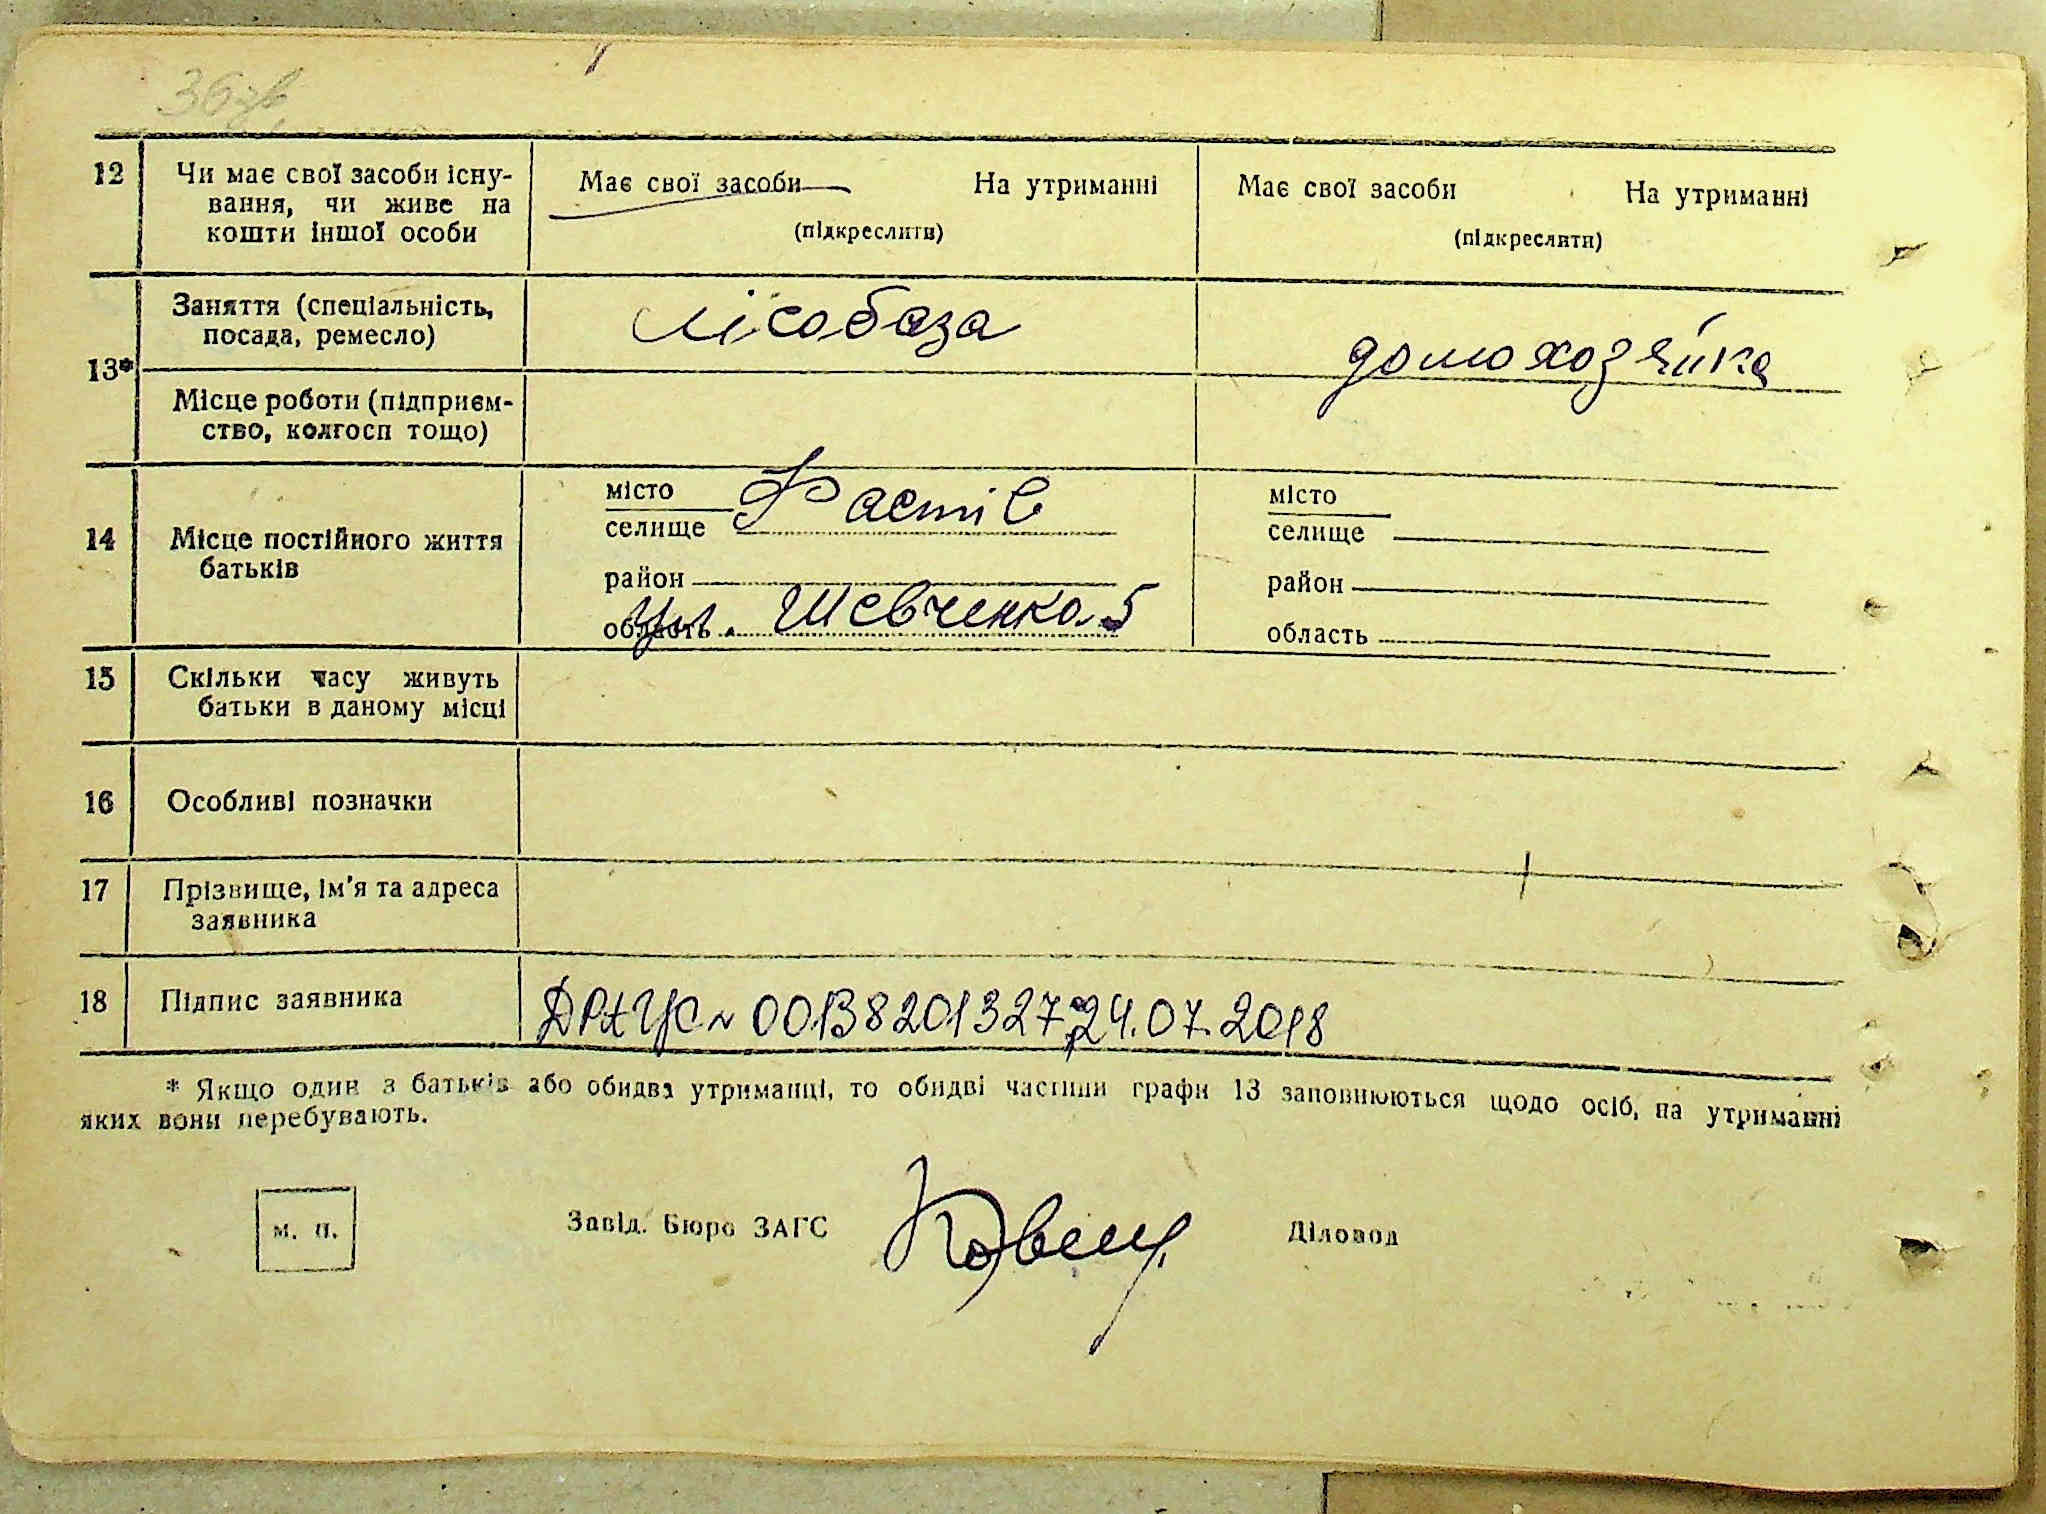 36зв.
12 Чи має свої засоби існу- Має свої засоби На утриманні Має свої засоби На утриманні
вання, чи живе на
кошти іншої особи (підкреслити) (підкреслити)
Заняття (спеціальність, лісобаза домохозяйка
посада, ремесло)
13*
Місце роботи (підприєм-
ство, колгосп тощо)
місто Фастів місто
селище селище
14 Місце постійного життя
батьків
район район
область ул. Шевченко 5 область
15 Скільки часу живуть
батьки в даному місці
16 Особливі позначки
17 Прізвище, ім'я та адреса
заявника
18 Підпис заявника ДРАЦС № 00138201327 24.07.2018
* Якщо один з батьків або обидва утриманці, то обидві частини графи 13 заповнюються щодо осіб, на утриманні
яких вони перебувають.
м. п. Завід. Бюро ЗАГС Діловод